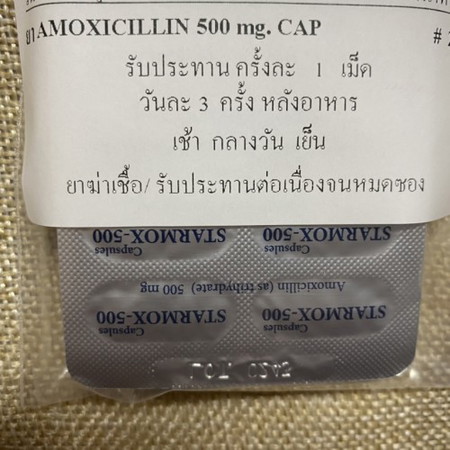 ยา AMOXICILLIN 500 mg. CAP #
รับประทาน ครั้งละ 1 เม็ด
วันละ 3 ครั้ง หลังอาหาร
เช้า กลางวัน เย็น
ยาฆ่าเชื้อ/ รับประทานต่อเนื่องจนหมดซอง
STARMOX-500 STARMOX-500
Capsules Capsules
Amoxicillin (as trihydrate) 500 mg
STARMOX-500 STARMOX-500
Capsules Capsules
LOT